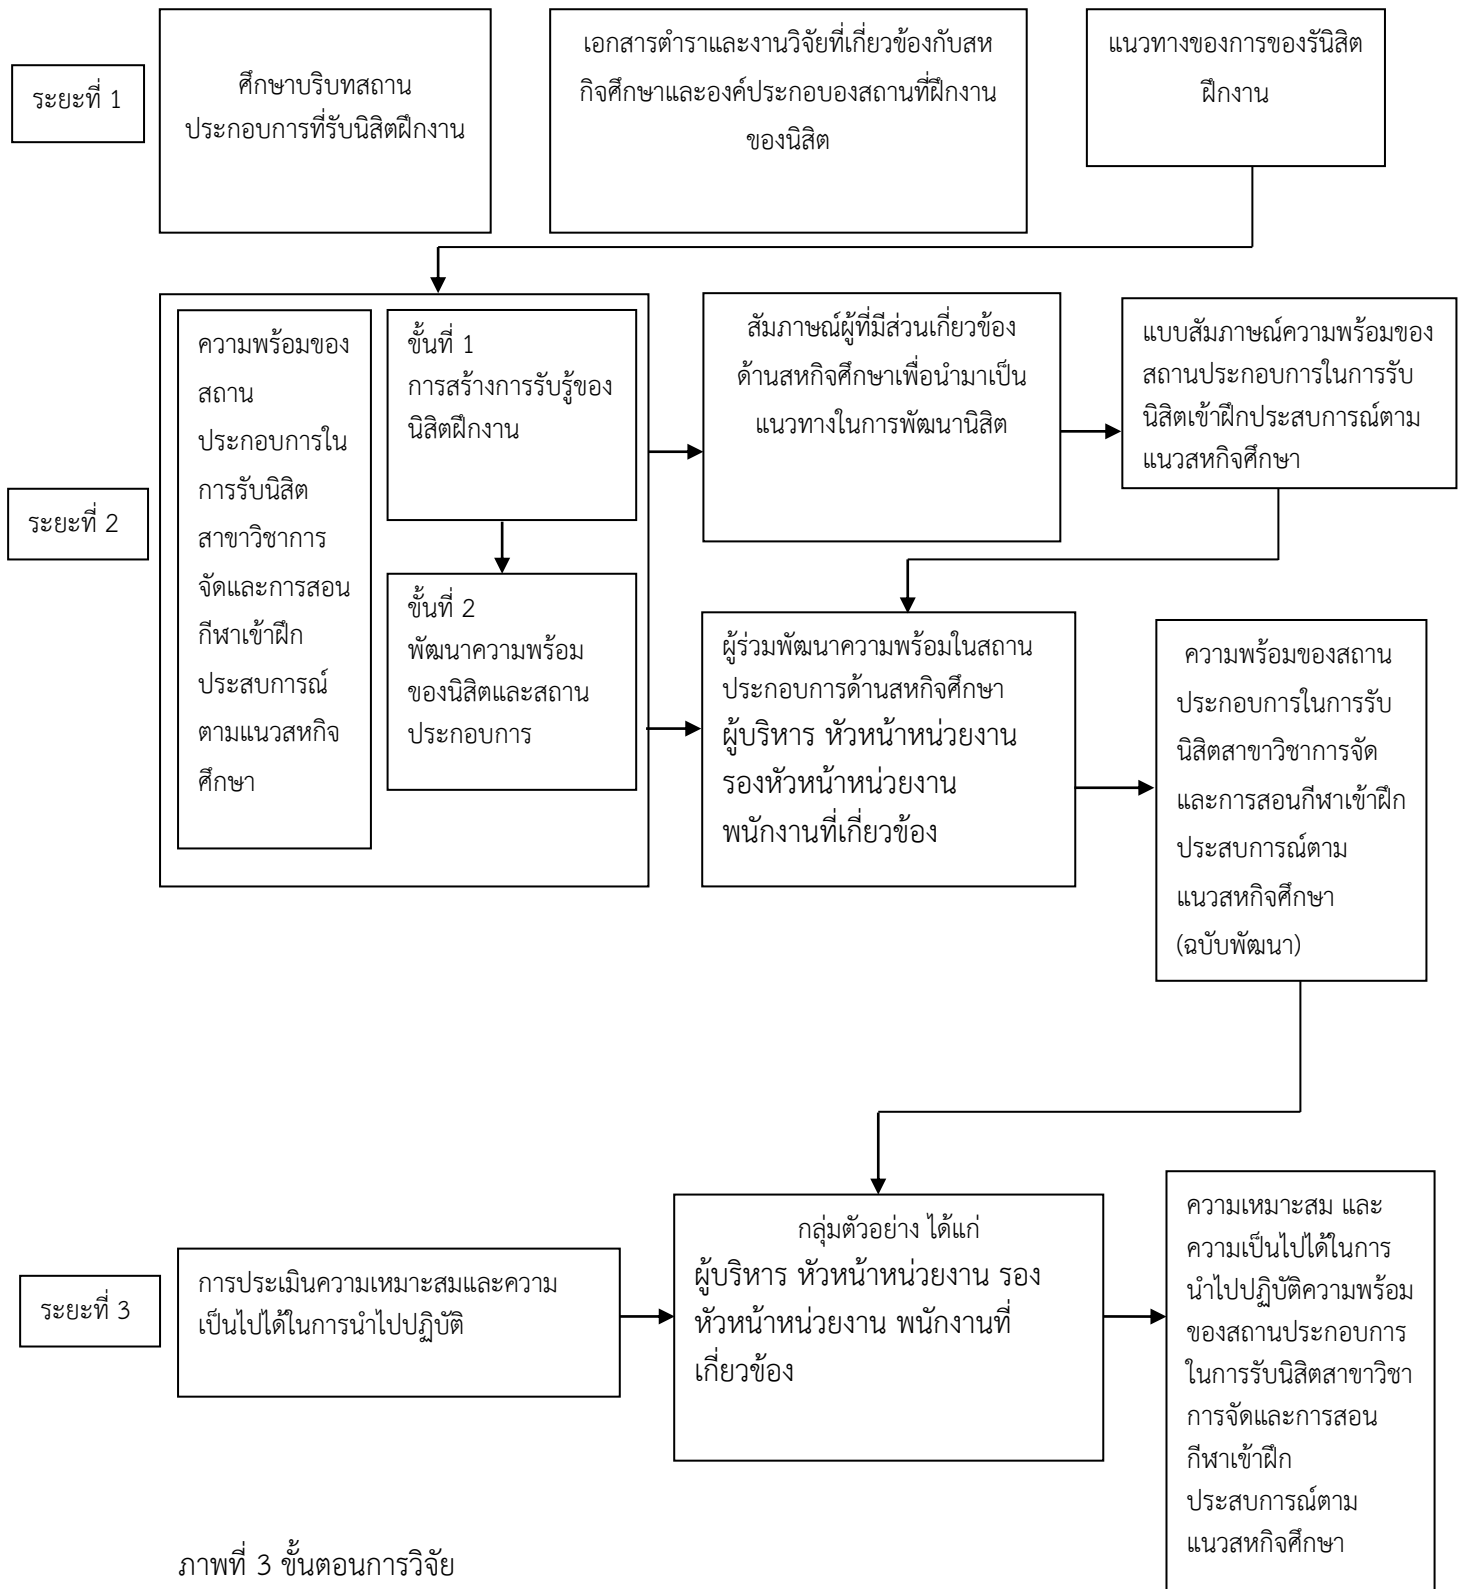 ระยะที่ 1
ศึกษาบริบทสถาน
ประกอบการที่รับนิสิตฝึกงาน
เอกสารตำราและงานวิจัยที่เกี่ยวข้องกับสห
กิจศึกษาและองค์ประกอบองสถานที่ฝึกงาน
ของนิสิต
แนวทางของการของรันิสิต
ฝึกงาน
ระยะที่ 2
ความพร้อมของ
สถาน
ประกอบการใน
การรับนิสิต
สาขาวิชาการ
จัดและการสอน
กีฬาเข้าฝึก
ประสบการณ์
ตามแนวสหกิจ
ศึกษา
ขั้นที่ 1
การสร้างการรับรู้ของ
นิสิตฝึกงาน
ขั้นที่ 2
พัฒนาความพร้อม
ของนิสิตและสถาน
ประกอบการ
สัมภาษณ์ผู้ที่มีส่วนเกี่ยวข้อง
ด้านสหกิจศึกษาเพื่อนำมาเป็น
แนวทางในการพัฒนานิสิต
แบบสัมภาษณ์ความพร้อมของ
สถานประกอบการในการรับ
นิสิตเข้าฝึกประสบการณ์ตาม
แนวสหกิจศึกษา
ผู้ร่วมพัฒนาความพร้อมในสถาน
ประกอบการด้านสหกิจศึกษา
ผู้บริหาร หัวหน้าหน่วยงาน
รองหัวหน้าหน่วยงาน
พนักงานที่เกี่ยวข้อง
ความพร้อมของสถาน
ประกอบการในการรับ
นิสิตสาขาวิชาการจัด
และการสอนกีฬาเข้าฝึก
ประสบการณ์ตาม
แนวสหกิจศึกษา
(ฉบับพัฒนา)
ระยะที่ 3
การประเมินความเหมาะสมและความ
เป็นไปได้ในการนำไปปฏิบัติ
กลุ่มตัวอย่าง ได้แก่
ผู้บริหาร หัวหน้าหน่วยงาน รอง
หัวหน้าหน่วยงาน พนักงานที่
เกี่ยวข้อง
ความเหมาะสม และ
ความเป็นไปได้ในการ
นำไปปฏิบัติความพร้อม
ของสถานประกอบการ
ในการรับนิสิตสาขาวิชา
การจัดและการสอน
กีฬาเข้าฝึก
ประสบการณ์ตาม
แนวสหกิจศึกษา
ภาพที่ 3 ขั้นตอนการวิจัย